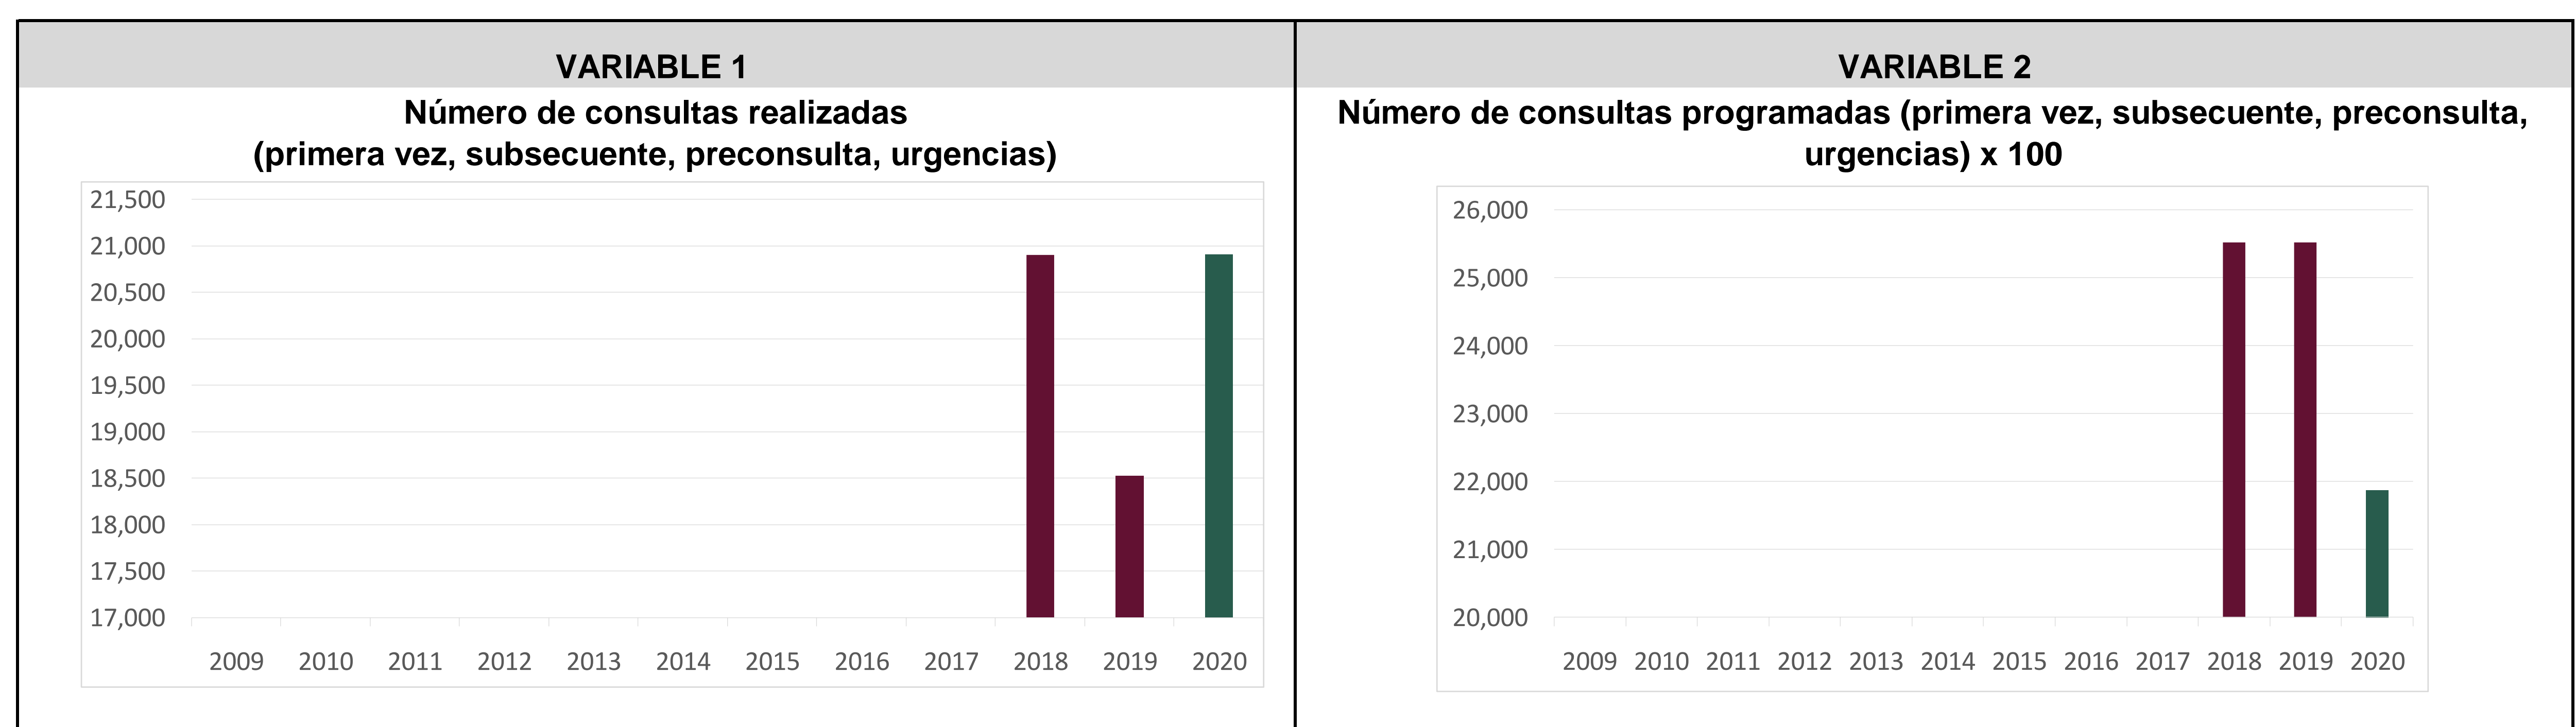 VARIABLE 1
Número de consultas realizadas
(primera vez, subsecuente, preconsulta, urgencias)
21,500
21,000
20,500
20,000
19,500
19,000
18,500
18,000
17,500
17,000
2009 2010 2011 2012 2013 2014 2015 2016 2017 2018 2019 2020
VARIABLE 2
Número de consultas programadas (primera vez, subsecuente, preconsulta,
urgencias) x 100
26,000
25,000
24,000
23,000
22,000
21,000
20,000
2009 2010 2011 2012 2013 2014 2015 2016 2017 2018 2019 2020